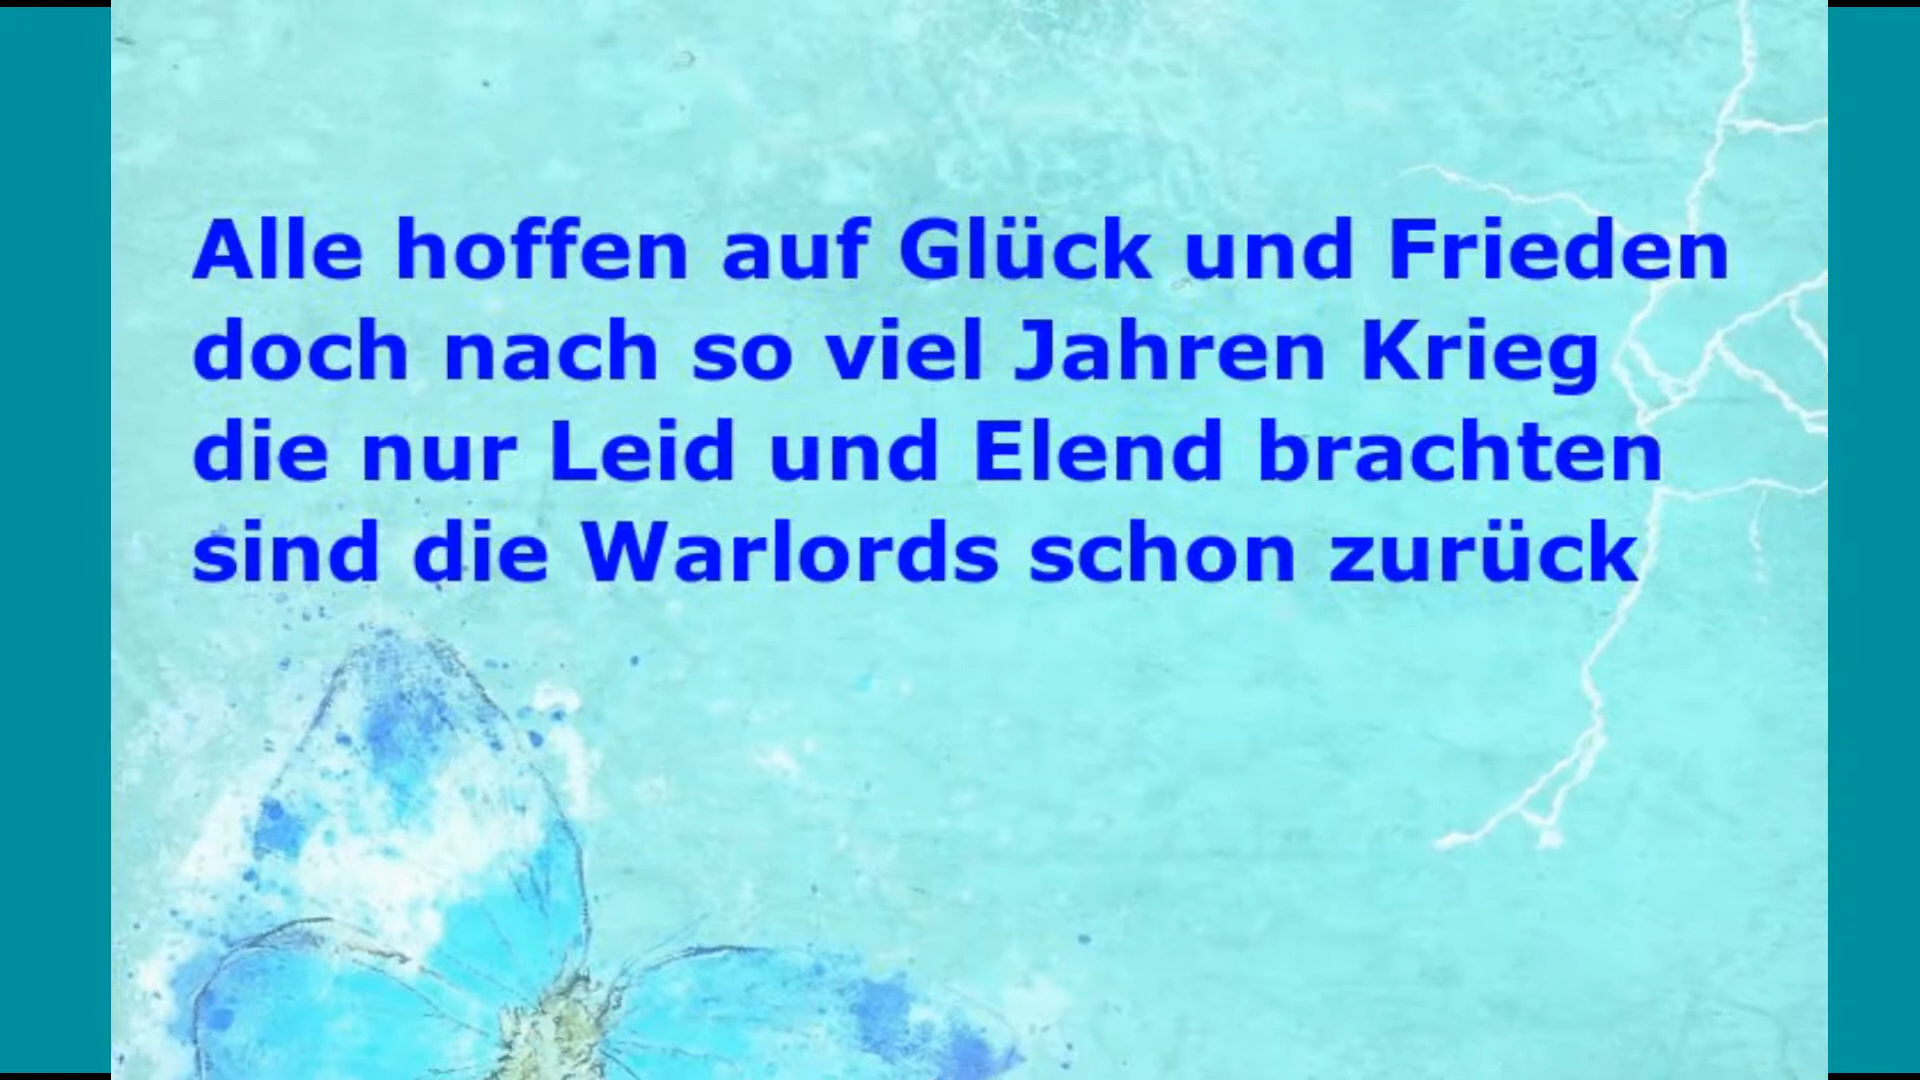 Alle hoffen auf Glück und Frieden
doch nach so viel Jahren Krieg
die nur Leid und Elend brachten
sind die Warlords schon zurück